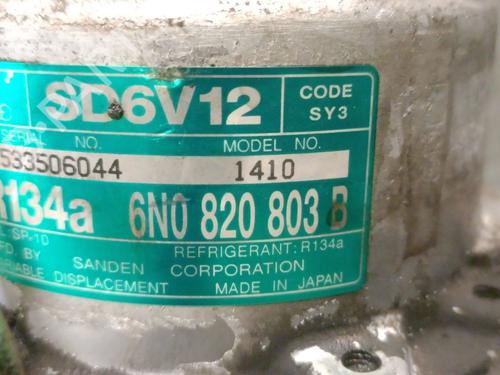 SD6V12
CODE
SY3
SERIAL NO.
MODEL NO.
533506044
1410
R134a 6N0 820 803 B
REFRIGERANT: R134a
SP-10
MFD. BY
SANDEN CORPORATION
VARIABLE DISPLACEMENT
MADE IN JAPAN